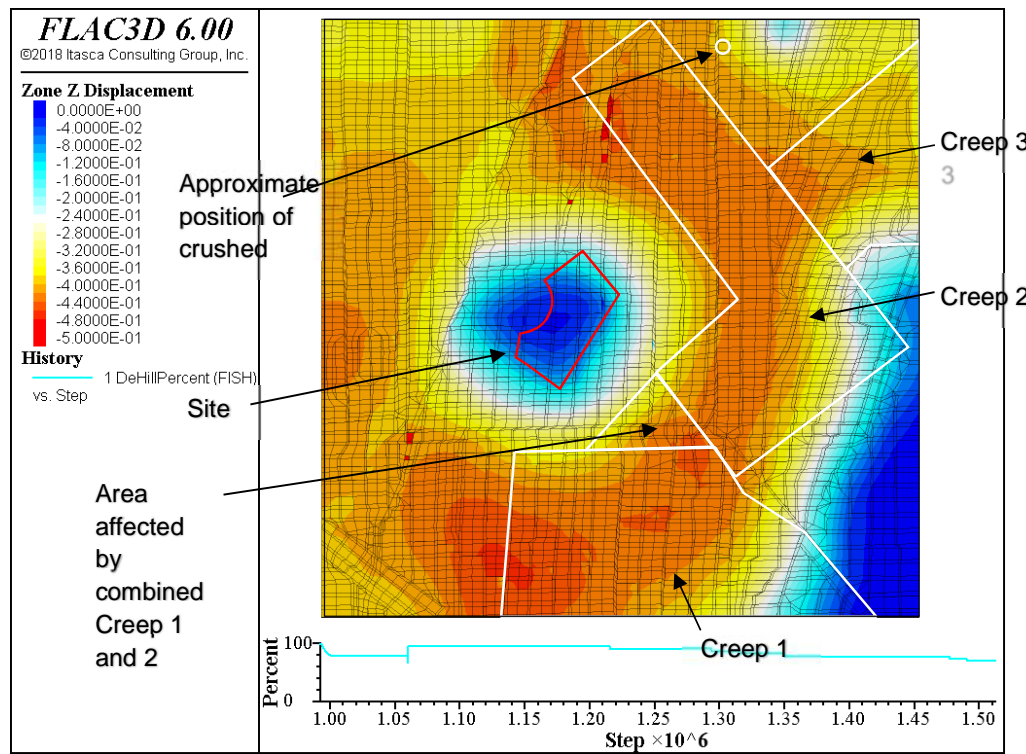 FLAC3D 6.00
©2018 Itasca Consulting Group, Inc.
Zone Z Displacement
0.0000E+00
-4.0000E-02
-8.0000E-02
-1.2000E-01
-1.6000E-01
-2.0000E-01
-2.4000E-01
-2.8000E-01
-3.2000E-01
-3.6000E-01
-4.0000E-01
-4.4000E-01
-4.8000E-01
-5.0000E-01
History
1 DeHillPercent (FISH)
vs. Step
Approximate
position of
crushed
Site
Area
affected
by
combined
Creep 1
and 2
Creep 3
3
Creep 2
Creep 1
Percent
100
0
1.00 1.05 1.10 1.15 1.20 1.25 1.30 1.35 1.40 1.45 1.50
Step ×10^6